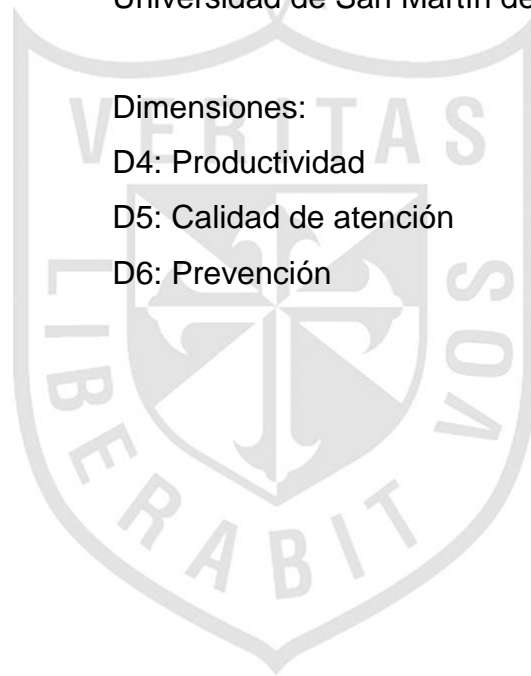 Universidad de San Martín de
Dimensiones:
D4: Productividad
D5: Calidad de atención
D6: Prevención
VERITAS
LIBERABIT
VOS